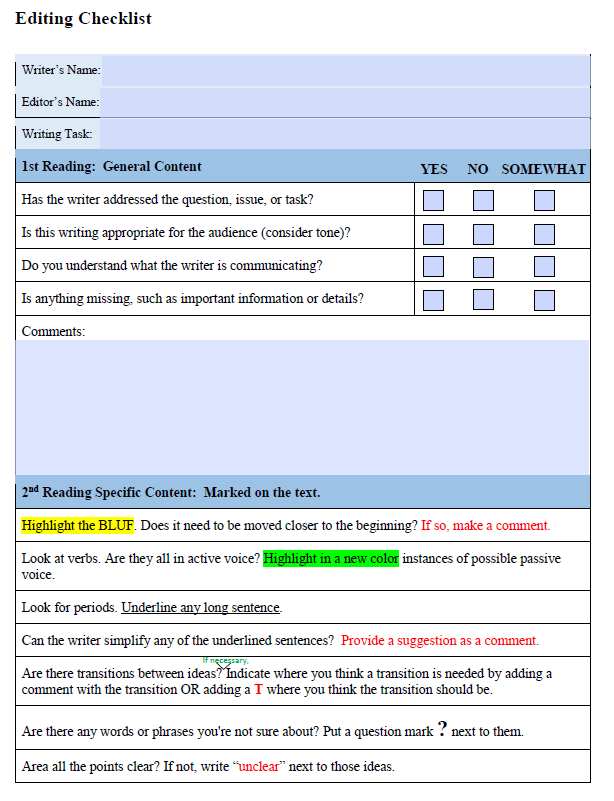 Editing Checklist
Writer's Name:
Editor's Name:
Writing Task:
1st Reading: General Content YES NO SOMEWHAT
Has the writer addressed the question, issue, or task?
Is this writing appropriate for the audience (consider tone)?
Do you understand what the writer is communicating?
Is anything missing, such as important information or details?
Comments:
2nd Reading Specific Content: Marked on the text.
Highlight the BLUF. Does it need to be moved closer to the beginning? If so, make a comment.
Look at verbs. Are they all in active voice? Highlight in a new color instances of possible passive
voice.
Look for periods. Underline any long sentence.
Can the writer simplify any of the underlined sentences? Provide a suggestion as a comment.
If necessary,
Are there transitions between ideas? Indicate where you think a transition is needed by adding a
comment with the transition OR adding a T where you think the transition should be.
Are there any words or phrases you're not sure about? Put a question mark ? next to them.
Area all the points clear? If not, write “unclear” next to those ideas.